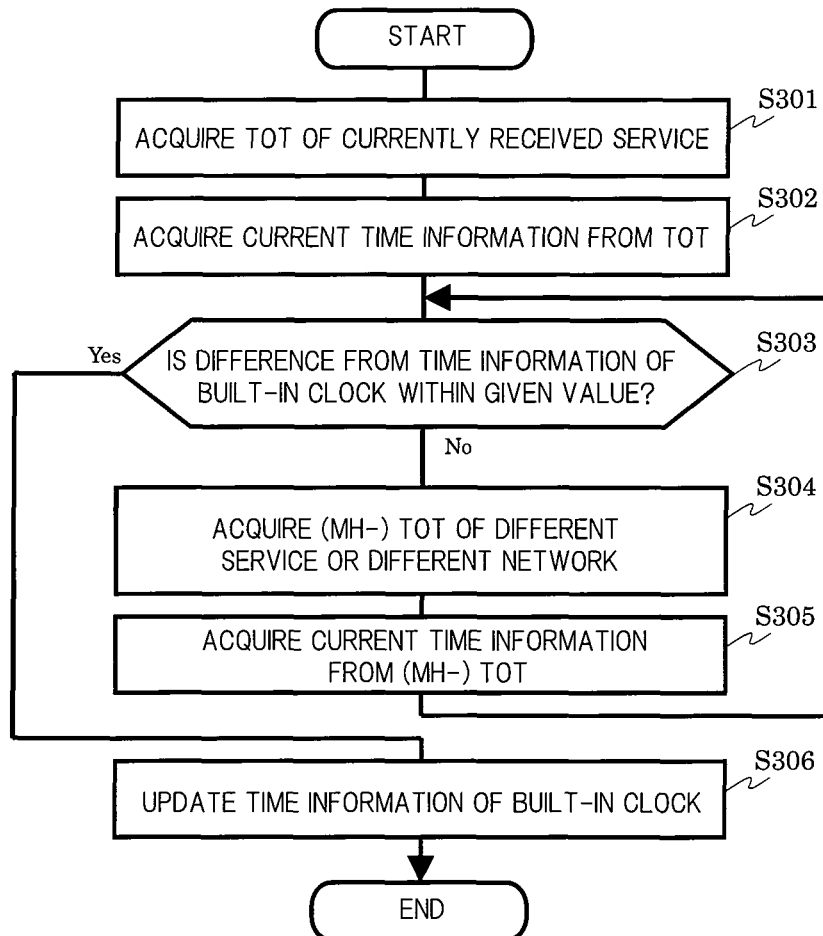 START
S301
ACQUIRE TOT OF CURRENTLY RECEIVED SERVICE
S302
ACQUIRE CURRENT TIME INFORMATION FROM TOT
Yes
S303
IS DIFFERENCE FROM TIME INFORMATION OF
BUILT-IN CLOCK WITHIN GIVEN VALUE?
No
S304
ACQUIRE (MH-) TOT OF DIFFERENT
SERVICE OR DIFFERENT NETWORK
S305
ACQUIRE CURRENT TIME INFORMATION
FROM (MH-) TOT
S306
UPDATE TIME INFORMATION OF BUILT-IN CLOCK
END